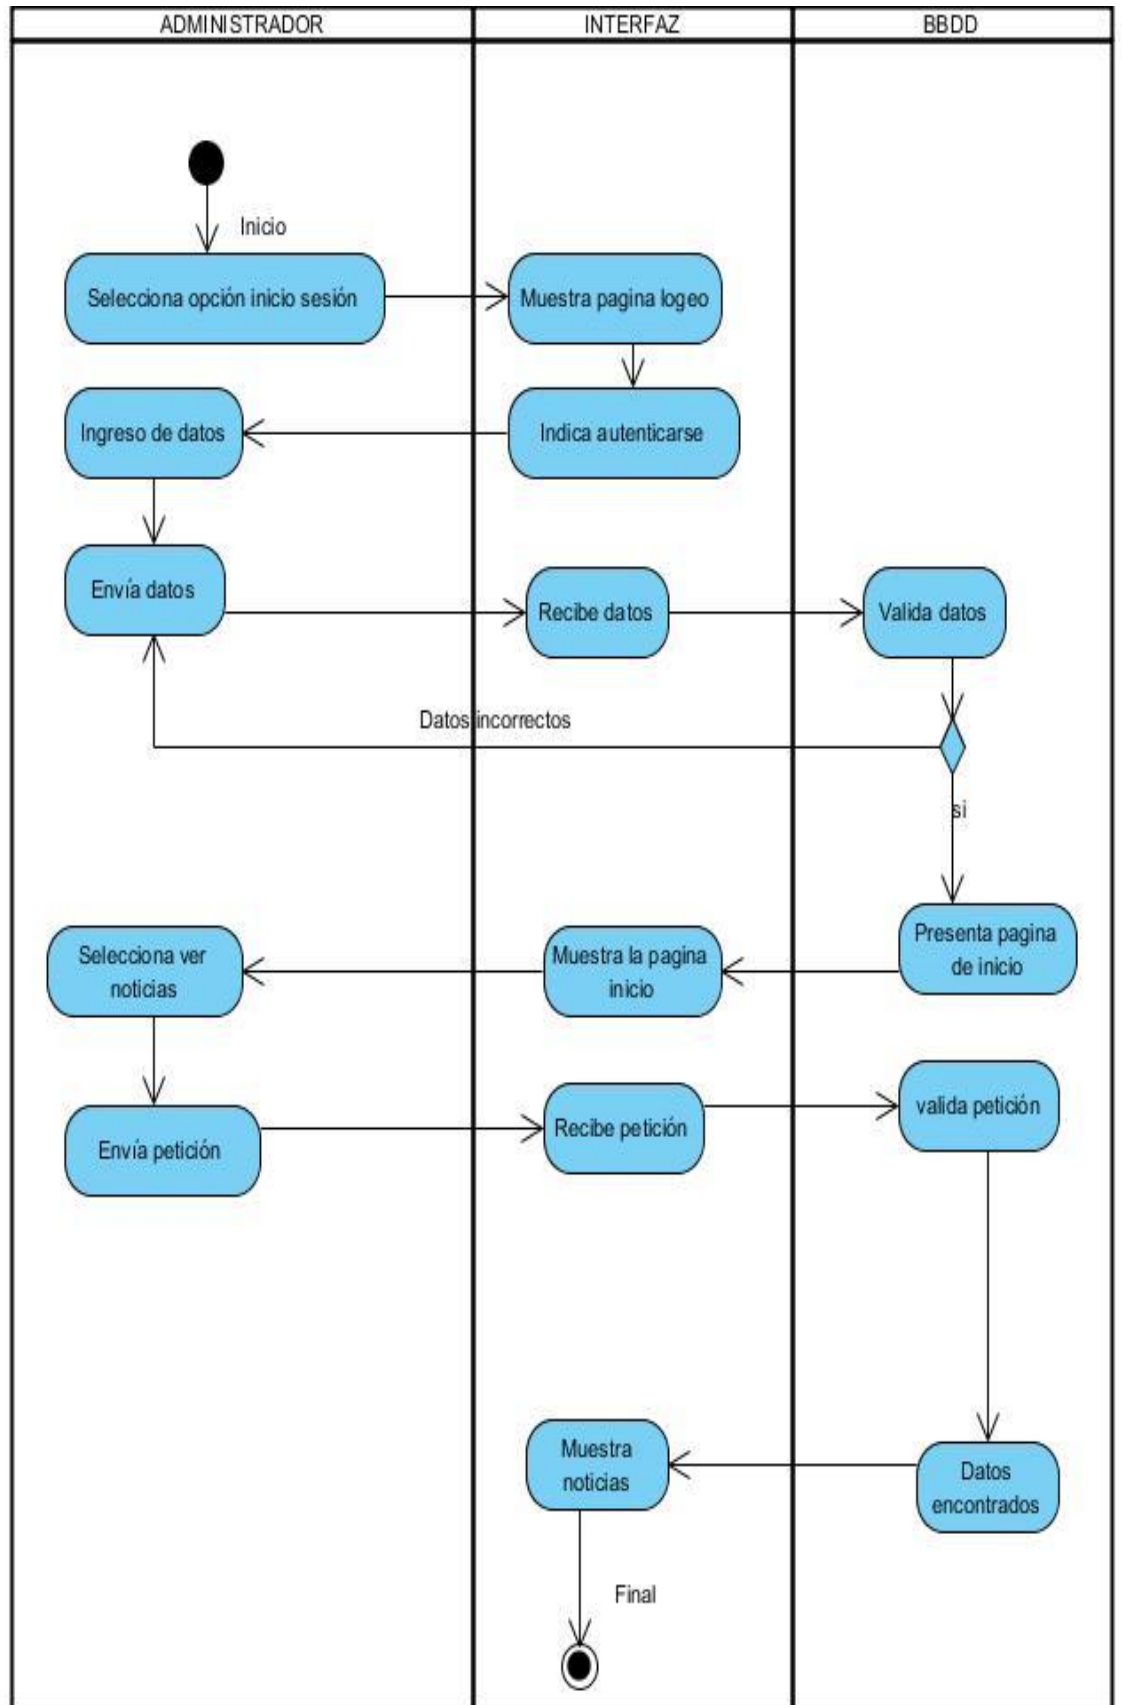 ADMINISTRADOR
INTERFAZ
BBDD
Inicio
Selecciona opción inicio sesión
Muestra pagina logeo
Ingreso de datos
Indica autenticarse
Envía datos
Recibe datos
Valida datos
Datos incorrectos
si
Selecciona ver
noticias
Muestra la pagina
inicio
Presenta pagina
de inicio
Envía petición
Recibe petición
valida petición
Muestra
noticias
Datos
encontrados
Final